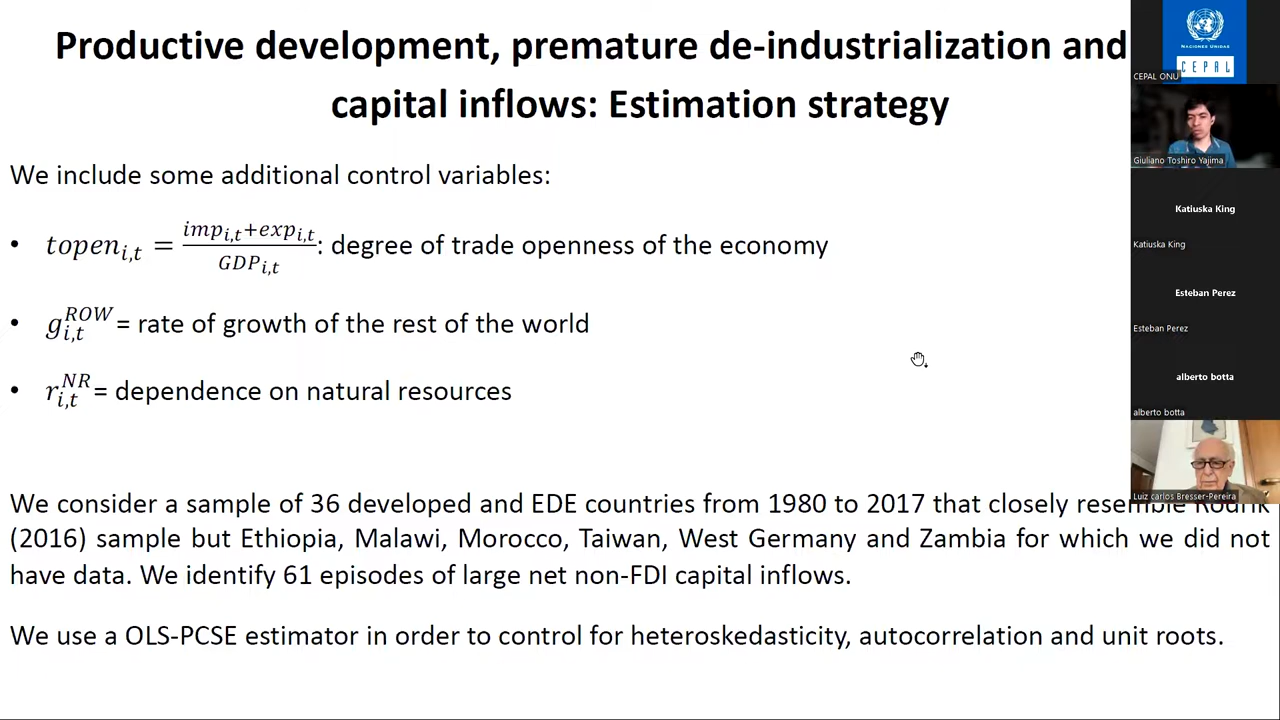 Productive development, premature de-industrialization and
capital inflows: Estimation strategy
We include some additional control variables:
• topen_{i,t} = \frac{imp_{i,t}+exp_{i,t}}{GDP_{i,t}}: degree of trade openness of the economy
• g_{i,t}^{ROW}= rate of growth of the rest of the world
• r_{i,t}^{NR}= dependence on natural resources
We consider a sample of 36 developed and EDE countries from 1980 to 2017 that closely resemble Rodrik
(2016) sample but Ethiopia, Malawi, Morocco, Taiwan, West Germany and Zambia for which we did not
have data. We identify 61 episodes of large net non-FDI capital inflows.
We use a OLS-PCSE estimator in order to control for heteroskedasticity, autocorrelation and unit roots.
NACIONES UNIDAS
CEPAL
CEPAL ONU
Giuliano Toshiro Yajima
Katiuska King
Katiuska King
Esteban Perez
Esteban Perez
alberto botta
alberto botta
Luiz carlos Bresser-Pereira